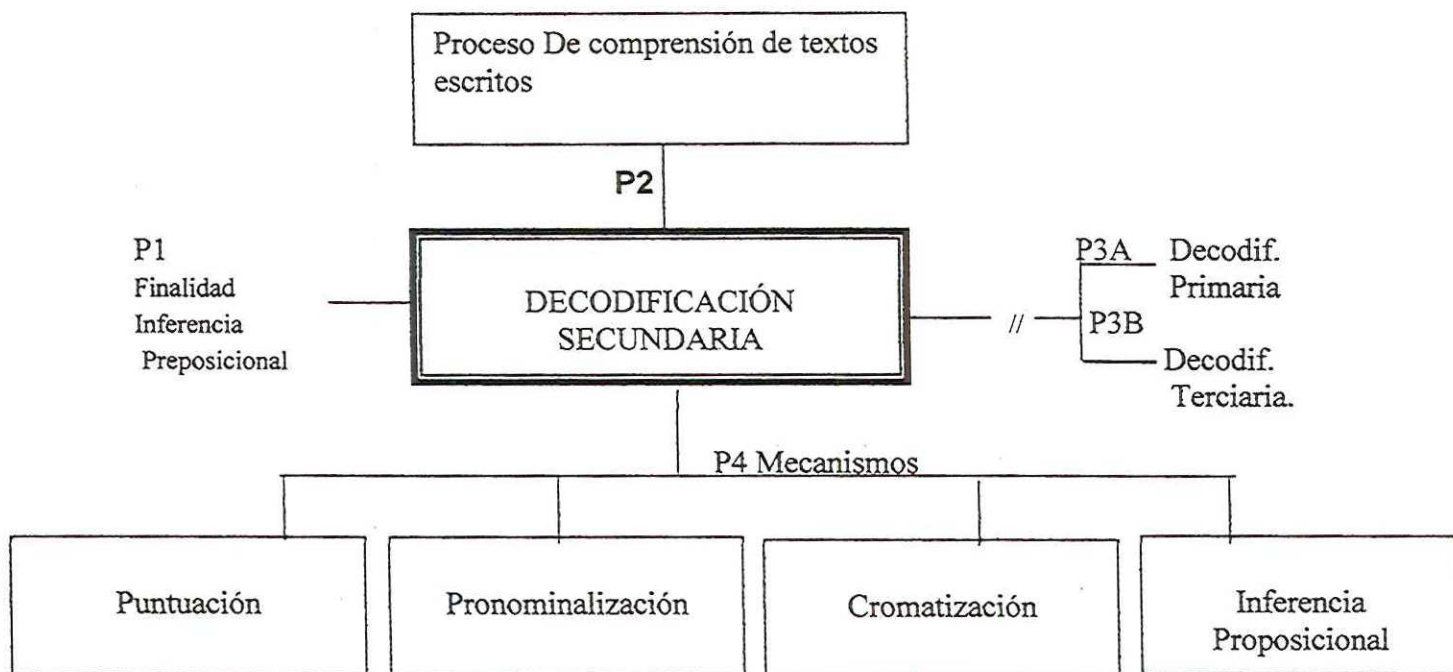 Proceso De comprensión de textos
escritos
P2
P1
Finalidad
Inferencia
Preposicional
DECODIFICACIÓN
SECUNDARIA
//
P3A Decodif.
Primaria
P3B
Decodif.
Terciaria.
P4 Mecanismos
Puntuación
Pronominalización
Cromatización
Inferencia
Proposicional